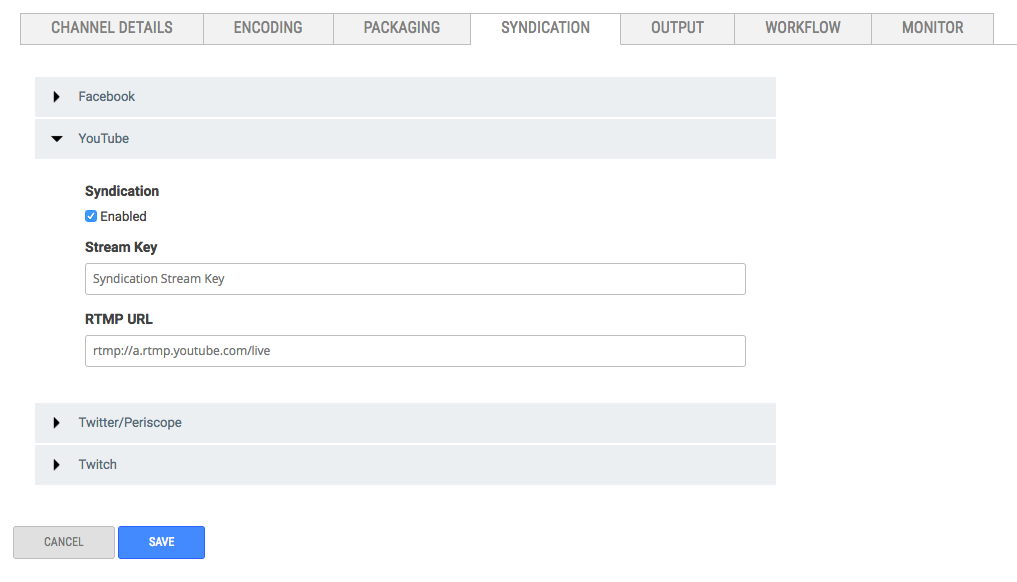 CHANNEL DETAILS ENCODING PACKAGING SYNDICATION OUTPUT WORKFLOW MONITOR
Facebook
YouTube
Syndication
Enabled
Stream Key
Syndication Stream Key
RTMP URL
rtmp://a.rtmp.youtube.com/live
Twitter/Periscope
Twitch
CANCEL SAVE